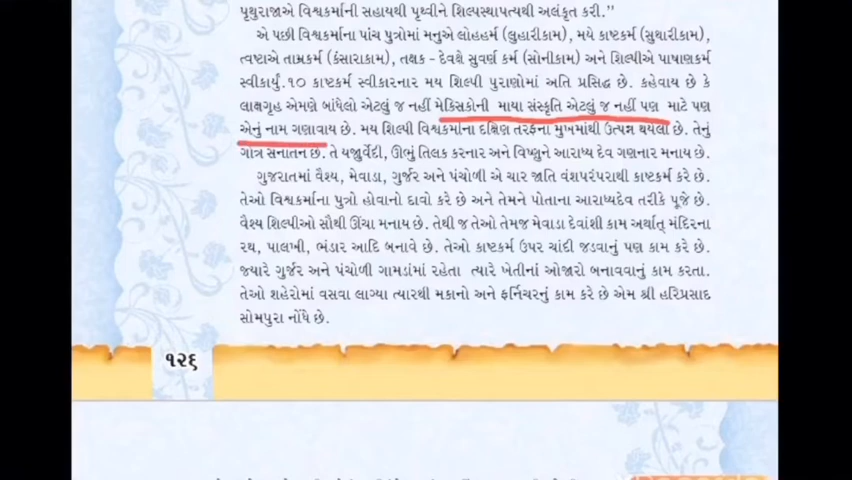 પૃથુરાજાએ વિશ્વકર્માની સહાયથી પૃથ્વીને શિલ્પસ્થાપત્યથી અલંકૃત કરી.”
એ પછી વિશ્વકર્માના પાંચ પુત્રોમાં મનુએ લોહકર્મ (લુહારીકામ), મયે કાષ્ટકર્મ (સુથારીકામ),
ત્વષ્ટાએ તામ્રકર્મ (કંસારાકામ), તક્ષક - દેવજ્ઞે સુવર્ણ કર્મ (સોનીકામ) અને શિલ્પીએ પાષાણકર્મ
સ્વીકાર્યું.૧૦ કાષ્ટકર્મ સ્વીકારનાર મય શિલ્પી પુરાણોમાં અતિ પ્રસિદ્ધ છે. કહેવાય છે કે
લાક્ષગૃહ એમણે બાંધેલો એટલું જ નહીં મેક્સિકોની માયા સંસ્કૃતિ એટલું જ નહીં પણ માટે પણ
એનું નામ ગણાવાય છે. મય શિલ્પી વિશ્વકર્માના દક્ષિણ તરફના મુખમાંથી ઉત્પન્ન થયેલા છે. તેનું
ગોત્ર સનાતન છે. તે યજુર્વેદી, ઊભું તિલક કરનાર અને વિષ્ણુને આરાધ્ય દેવ ગણનાર મનાય છે.
ગુજરાતમાં વૈશ્ય, મેવાડા, ગુર્જર અને પંચોળી એ ચાર જાતિ વંશપરંપરાથી કાષ્ટકર્મ કરે છે.
તેઓ વિશ્વકર્માના પુત્રો હોવાનો દાવો કરે છે અને તેમને પોતાના આરાધ્યદેવ તરીકે પૂજે છે.
વૈશ્ય શિલ્પીઓ સૌથી ઊંચા મનાય છે. તેથી જ તેઓ તેમજ મેવાડા દેવાંશી કામ અર્થાત્ મંદિરના
રથ, પાલખી, ભંડાર આદિ બનાવે છે. તેઓ કાષ્ટકર્મ ઉપર ચાંદી જડવાનું પણ કામ કરે છે.
જ્યારે ગુર્જર અને પંચોળી ગામડાંમાં રહેતા ત્યારે ખેતીનાં ઓજારો બનાવવાનું કામ કરતા.
તેઓ શહેરોમાં વસવા લાગ્યા ત્યારથી મકાનો અને ફર્નિચરનું કામ કરે છે એમ શ્રી હરિપ્રસાદ
સોમપુરા નોંધે છે.
૧૨૬